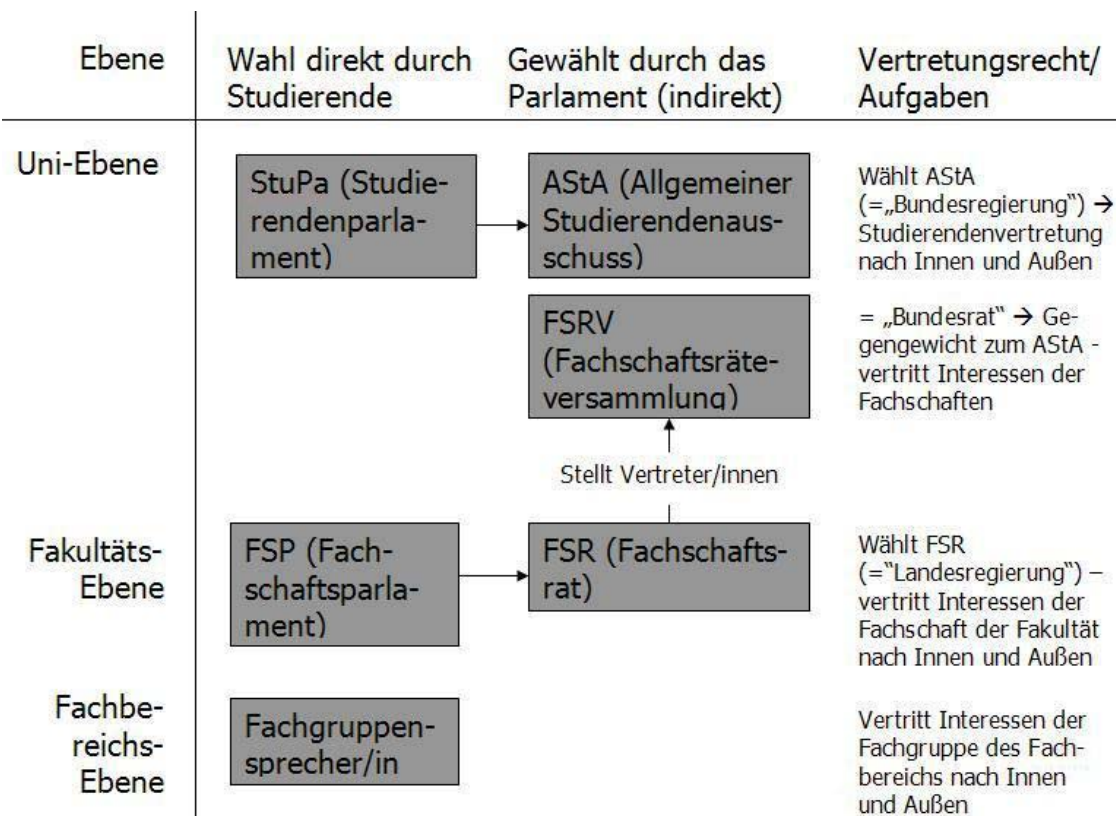 Ebene
Wahl direkt durch
Studierende
Gewählt durch das
Parlament (indirekt)
Vertretungsrecht/
Aufgaben
Uni-Ebene
StuPa (Studie-
rendenparla-
ment)
AStA (Allgemeiner
Studierendenaus-
schuss)
Wählt AStA
(=„Bundesregierung“) →
Studierendenvertretung
nach Innen und Außen
FSRV
(Fachschaftsräte-
versammlung)
= „Bundesrat“ → Ge-
gengewicht zum AStA -
vertritt Interessen der
Fachschaften
Stellt Vertreter/innen
Fakultäts-
Ebene
FSP (Fach-
schaftsparla-
ment)
FSR (Fachschafts-
rat)
Wählt FSR
(=“Landesregierung“) –
vertritt Interessen der
Fachschaft der Fakultät
nach Innen und Außen
Fachbe-
reichs-
Ebene
Fachgruppen-
sprecher/in
Vertritt Interessen der
Fachgruppe des Fach-
bereichs nach Innen
und Außen